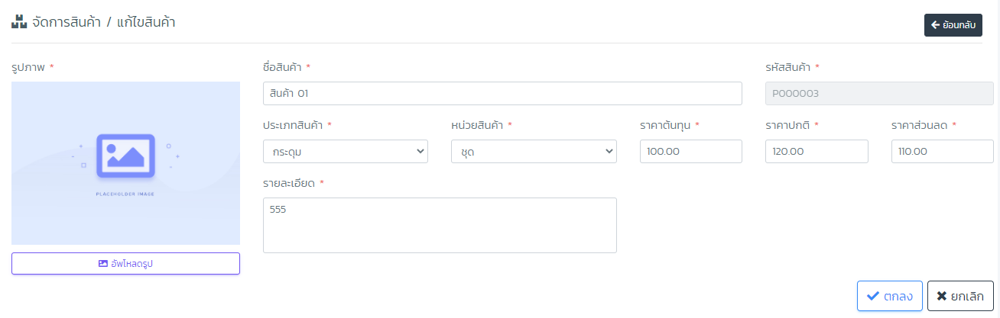 จัดการสินค้า / แก้ไขสินค้า
ย้อนกลับ
รูปภาพ *
ชื่อสินค้า *
รหัสสินค้า *
สินค้า 01
P000003
ประเภทสินค้า *
หน่วยสินค้า *
ราคาต้นทุน *
ราคาปกติ *
ราคาส่วนลด *
กระดุม
ชุด
100.00
120.00
110.00
PLACEHOLDER IMAGE
รายละเอียด *
555
อัพโหลดรูป
ตกลง
ยกเลิก